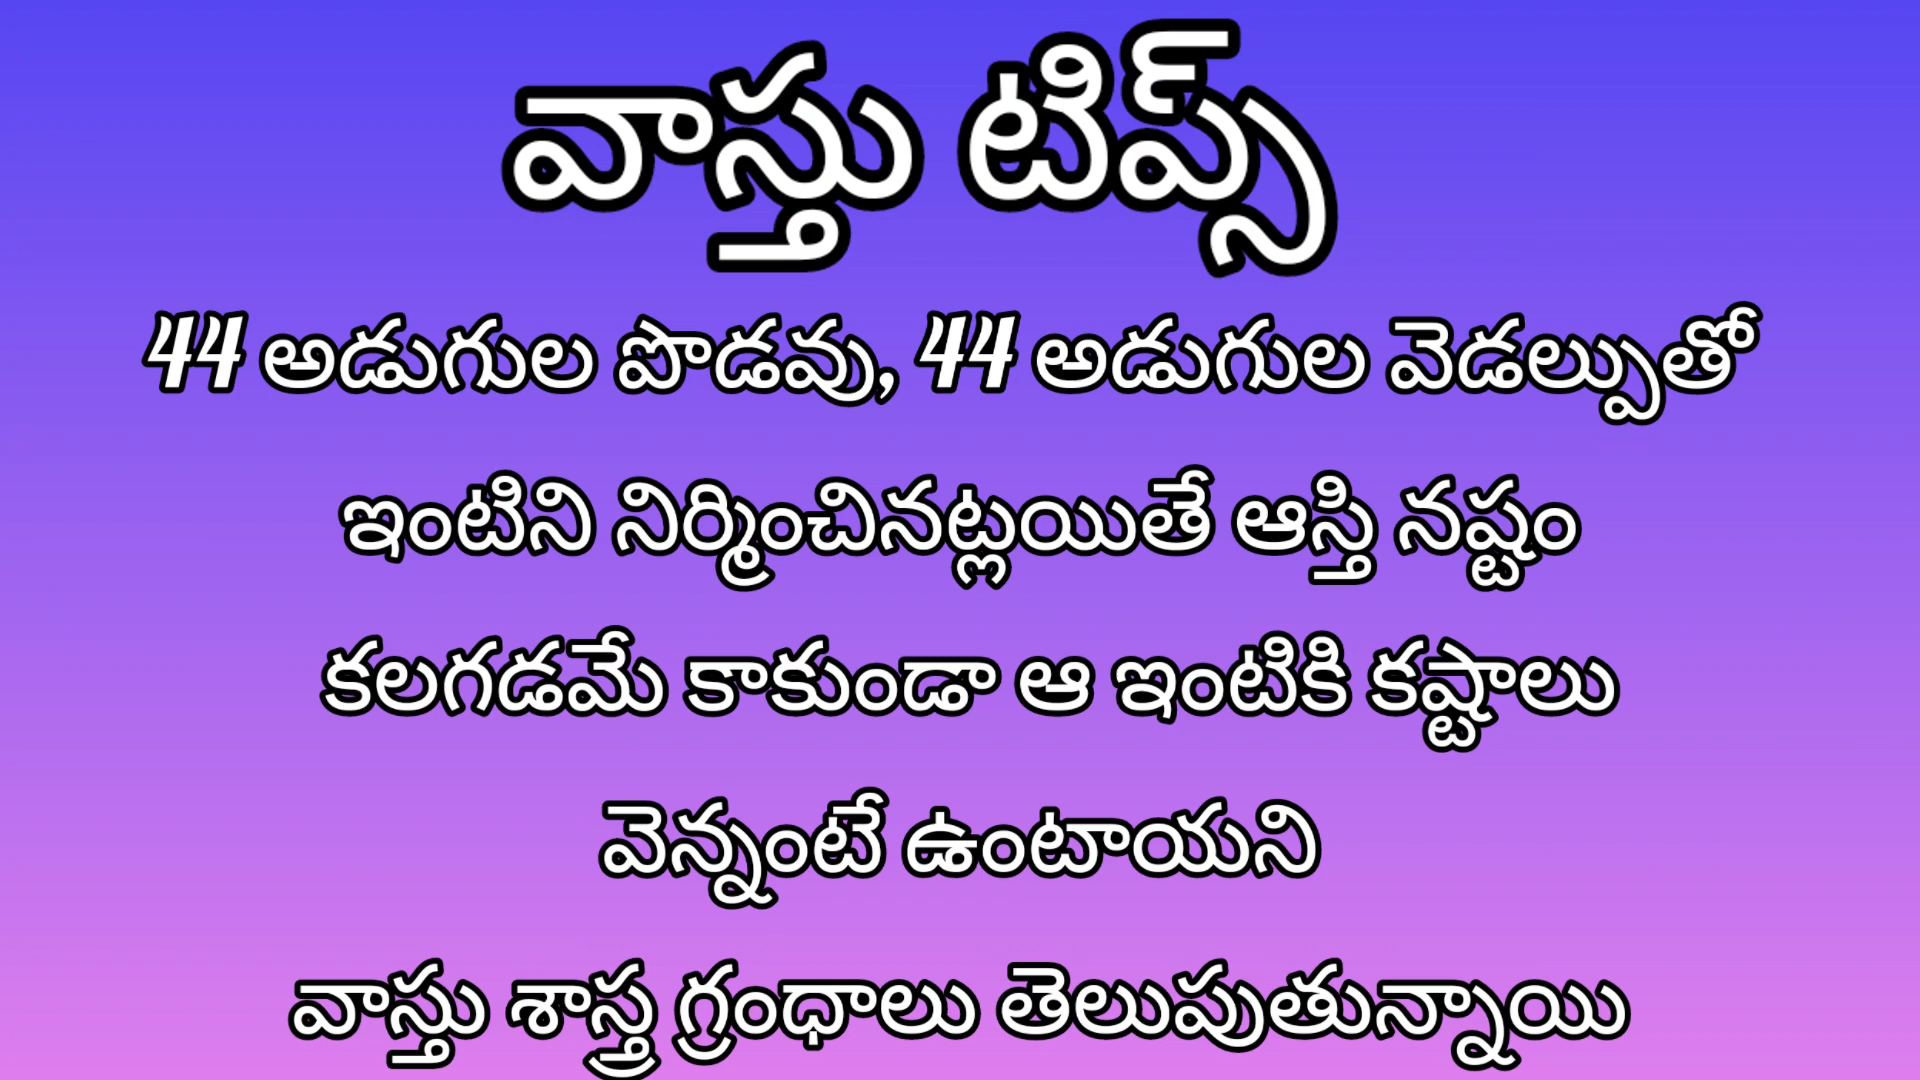 వాస్తు టిప్స్
44 అడుగుల పొడవు, 44 అడుగుల వెడల్పుతో
ఇంటిని నిర్మించినట్లయితే ఆస్తి నష్టం
కలగడమే కాకుండా ఆ ఇంటికి కష్టాలు
వెన్నంటే ఉంటాయని
వాస్తు శాస్త్ర గ్రంధాలు తెలుపుతున్నాయి